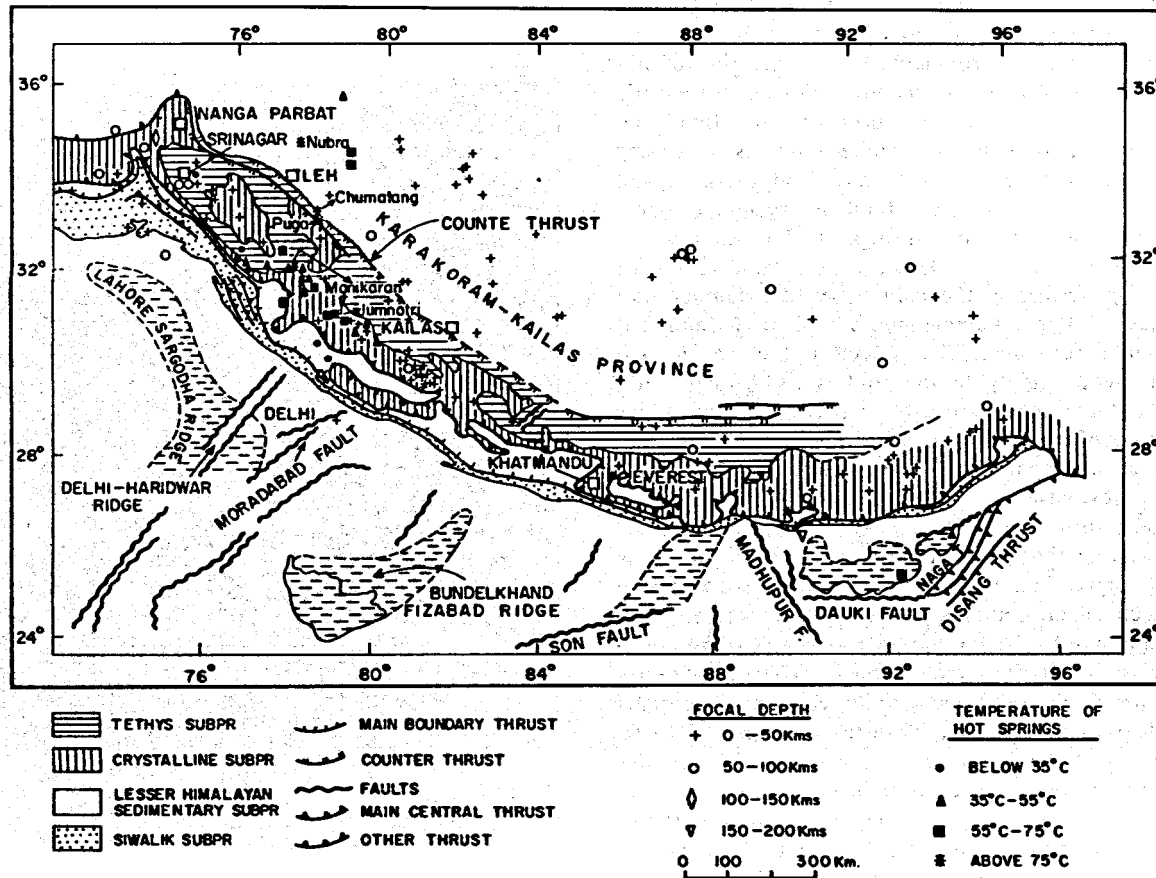 76° 80° 84° 88° 92° 96°
36° 36°
NANGA PARBAT
SRINAGAR
Nubra
LEH
Chumatang
Puga
COUNTE THRUST
KARAKORAM-KAILAS PROVINCE
32° 32°
LAHORE SARGODHA RIDGE
Manikaran
Jumnotri
KAILAS
DELHI
28° 28°
KHATMANDU
EVEREST
DELHI-HARIDWAR
RIDGE
MORADABAD FAULT
BUNDELKHAND
FIZABAD RIDGE
SON FAULT
MADHUPUR F
DAUKI FAULT
NAGA
DISANG THRUST
24° 24°
76° 80° 84° 88° 92° 96°
TETHYS SUBPR
CRYSTALLINE SUBPR
LESSER HIMALAYAN
SEDIMENTARY SUBPR
SIWALIK SUBPR
MAIN BOUNDARY THRUST
COUNTER THRUST
FAULTS
MAIN CENTRAL THRUST
OTHER THRUST
FOCAL DEPTH
0 -50Kms
50-100Kms
100-150Kms
150-200Kms
0 100 300 Km.
TEMPERATURE OF
HOT SPRINGS
BELOW 35°C
35°C-55°C
55°C-75°C
ABOVE 75°C